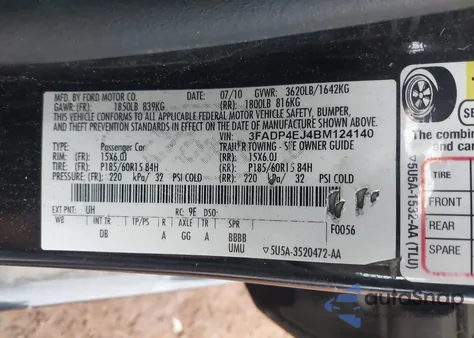 MFD. BY FORD MOTOR CO.
07/10 GVWR: 3620LB/1642KG
GAWR: (FR): 1850LB 839KG (RR): 1800LB 816KG
THIS VEHICLE CONFORMS TO ALL APPLICABLE FEDERAL MOTOR VEHICLE SAFETY, BUMPER,
AND THEFT PREVENTION STANDARDS IN EFFECT ON THE DATE OF MANUFACTURE SHOWN ABOVE.
VIN: 3FADP4EJ4BM124140
TYPE: Passenger Car TRAILER TOWING - SEE OWNER GUIDE
RIM: 15X6.0J 15X6.0J
TIRE: (FR): P185/60R15 84H (RR): P185/60R15 84H
PRESSURE: (FR): 220 kPa/ 32 PSI COLD (RR): 220 kPa/ 32 PSI COLD
EXT PNT: UH RC: 9E DSO:
F0056
WB INT TR TP/PS R AXLE TR SPR
DB A GG A BBBB
UMU
▽5U5A-3520472-AA
The combined
TIRE
FRONT
REAR
SPARE
▽5U5A-1532-AA (TLU)
autoSnap